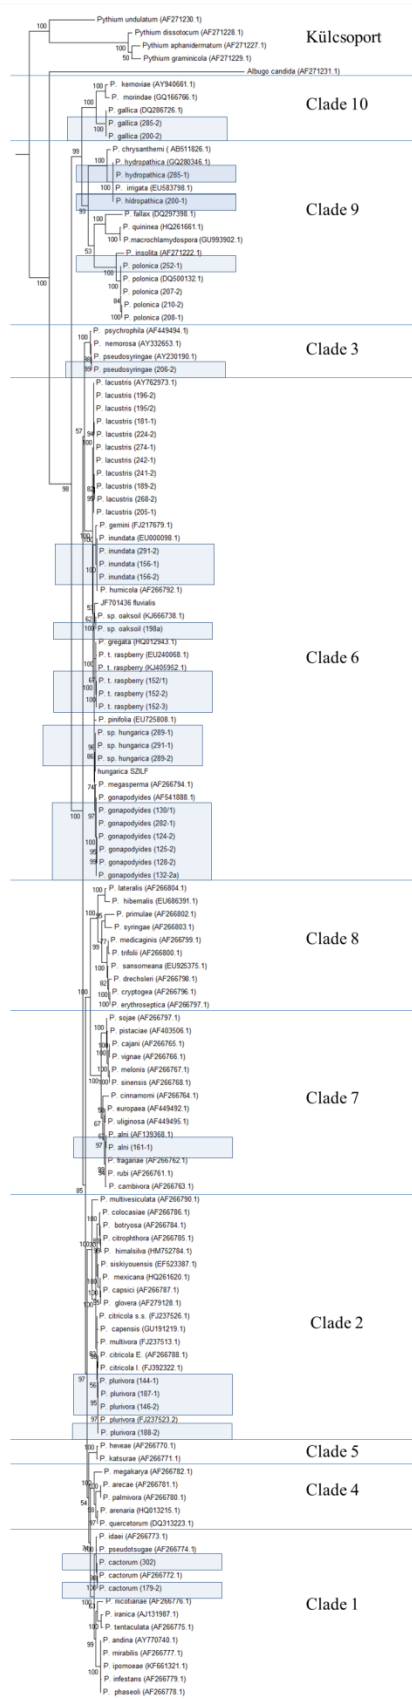 Pythium undulatum (AF271230.1)
Pythium dissotocum (AF271228.1)
Pythium aphanidermatum (AF271227.1)
Pythium graminicola (AF271229.1)
Külcsoport
Albugo candida (AF271231.1)
P. kernoviae (AY940661.1)
P. morindae (GQ166766.1)
P. gallica (DQ286726.1)
P. gallica (285-2)
P. gallica (200-2)
Clade 10
P. chrysanthemi ( AB511826.1)
P. hydropathica (GQ280346.1)
P. hydropathica (285-1)
P. irrigata (EU583798.1)
P. hidropathica (200-1)
P. fallax (DQ297398.1)
P. quininea (HQ261661.1)
P.macrochlamydospora (GU993902.1)
P. insolita (AF271222.1)
P. polonica (252-1)
P. polonica (DQ500132.1)
P. polonica (207-2)
P. polonica (210-2)
P. polonica (208-1)
Clade 9
P. psychrophila (AF449494.1)
P. nemorosa (AY332653.1)
P. pseudosyringae (AY230190.1)
P. pseudosyringae (206-2)
Clade 3
P. lacustris (AY762973.1)
P. lacustris (196-2)
P. lacustris (195/2)
P. lacustris (181-1)
P. lacustris (224-2)
P. lacustris (274-1)
P. lacustris (242-1)
P. lacustris (241-2)
P. lacustris (189-2)
P. lacustris (268-2)
P. lacustris (205-1)
P. gemini (FJ217679.1)
P. inundata (EU000098.1)
P. inundata (291-2)
P. inundata (156-1)
P. inundata (156-2)
P. humicola (AF266792.1)
JF701436 fluvialis
P. sp. oaksoil (KJ666738.1)
P. sp. oaksoil (198a)
P. gregata (HQ012943.1)
P. t. raspberry (EU240068.1)
P. t. raspberry (KJ405952.1)
P. t. raspberry (152/1)
P. t. raspberry (152-2)
P. t. raspberry (152-3)
P. pinifolia (EU725808.1)
P. sp. hungarica (289-1)
P. sp. hungarica (291-1)
P. sp. hungarica (289-2)
hungarica SZILF
P. megasperma (AF266794.1)
P. gonapodyides (AF541888.1)
P. gonapodyides (130/1)
P. gonapodyides (282-1)
P. gonapodyides (124-2)
P. gonapodyides (125-2)
P. gonapodyides (128-2)
P. gonapodyides (132-2a)
Clade 6
P. lateralis (AF266804.1)
P. hibernalis (EU686391.1)
P. primulae (AF266802.1)
P. syringae (AF266803.1)
P. medicaginis (AF266799.1)
P. trifolii (AF266800.1)
P. sansomeana (EU925375.1)
P. drechsleri (AF266798.1)
P. cryptogea (AF266796.1)
P. erythroseptica (AF266797.1)
Clade 8
P. sojae (AF266797.1)
P. pistaciae (AF403506.1)
P. cajani (AF266765.1)
P. vignae (AF266766.1)
P. melonis (AF266767.1)
P. sinensis (AF266768.1)
P. cinnamomi (AF266764.1)
P. europaea (AF449492.1)
P. uliginosa (AF449495.1)
P. alni (AF139368.1)
P. alni (161-1)
P. fragariae (AF266762.1)
P. rubi (AF266761.1)
P. cambivora (AF266763.1)
Clade 7
P. multivesiculata (AF266790.1)
P. colocasiae (AF266786.1)
P. botryosa (AF266784.1)
P. citrophthora (AF266785.1)
P. himalsilva (HM752784.1)
P. siskiyouensis (EF523387.1)
P. mexicana (HQ261620.1)
P. capsici (AF266787.1)
P. glovera (AF279128.1)
P. citricola s.s. (FJ237526.1)
P. capensis (GU191219.1)
P. multivora (FJ237513.1)
P. citricola E. (AF266788.1)
P. citricola I. (FJ392322.1)
P. plurivora (144-1)
P. plurivora (187-1)
P. plurivora (146-2)
P. plurivora (FJ237523.2)
P. plurivora (188-2)
Clade 2
P. heveae (AF266770.1)
P. katsurae (AF266771.1)
Clade 5
P. megakarya (AF266782.1)
P. arecae (AF266781.1)
P. palmivora (AF266780.1)
P. arenaria (HQ013215.1)
P. quercetorum (DQ313223.1)
Clade 4
P. idaei (AF266773.1)
P. pseudotsugae (AF266774.1)
P. cactorum (302)
P. cactorum (AF266772.1)
P. cactorum (179-2)
P. nicotianae (AF266776.1)
P. iranica (AJ131987.1)
P. tentaculata (AF266775.1)
P. andina (AY770740.1)
P. mirabilis (AF266777.1)
P. ipomoeae (KF661321.1)
P. infestans (AF266779.1)
P. phaseoli (AF266778.1)
Clade 1